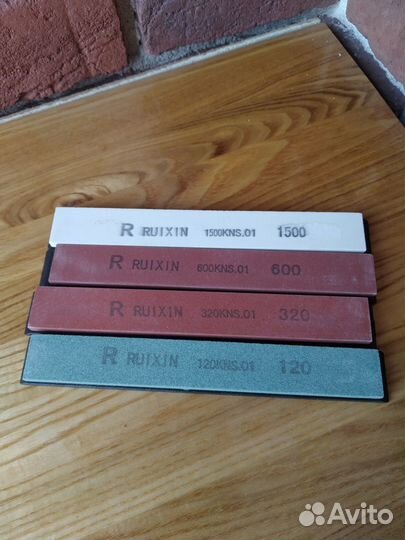 R RUIXIN 1500KNS.01 1500
R RUIXIN 600KNS.01 600
R RUIXIN 320KNS.01 320
R RUIXIN 120KNS.01 120
Avito